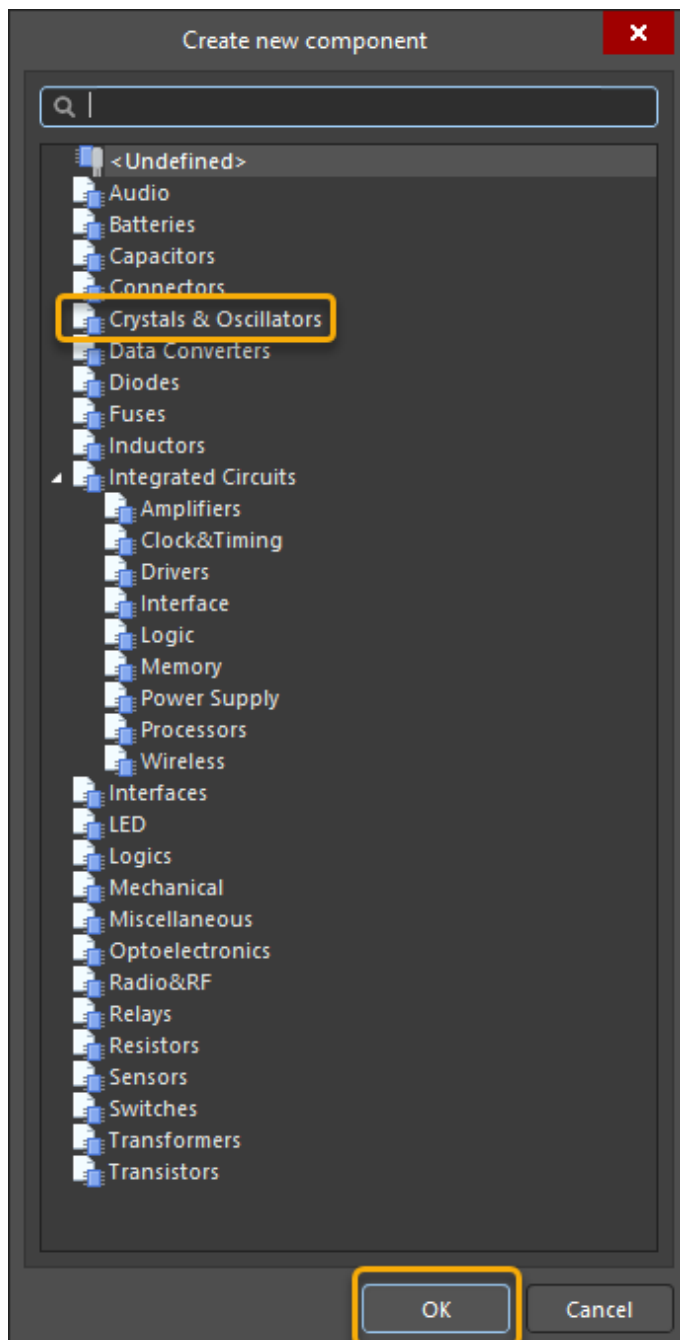 Create new component
<Undefined>
Audio
Batteries
Capacitors
Connectors
Crystals & Oscillators
Data Converters
Diodes
Fuses
Inductors
Integrated Circuits
Amplifiers
Clock&Timing
Drivers
Interface
Logic
Memory
Power Supply
Processors
Wireless
Interfaces
LED
Logics
Mechanical
Miscellaneous
Optoelectronics
Radio&RF
Relays
Resistors
Sensors
Switches
Transformers
Transistors
OK Cancel